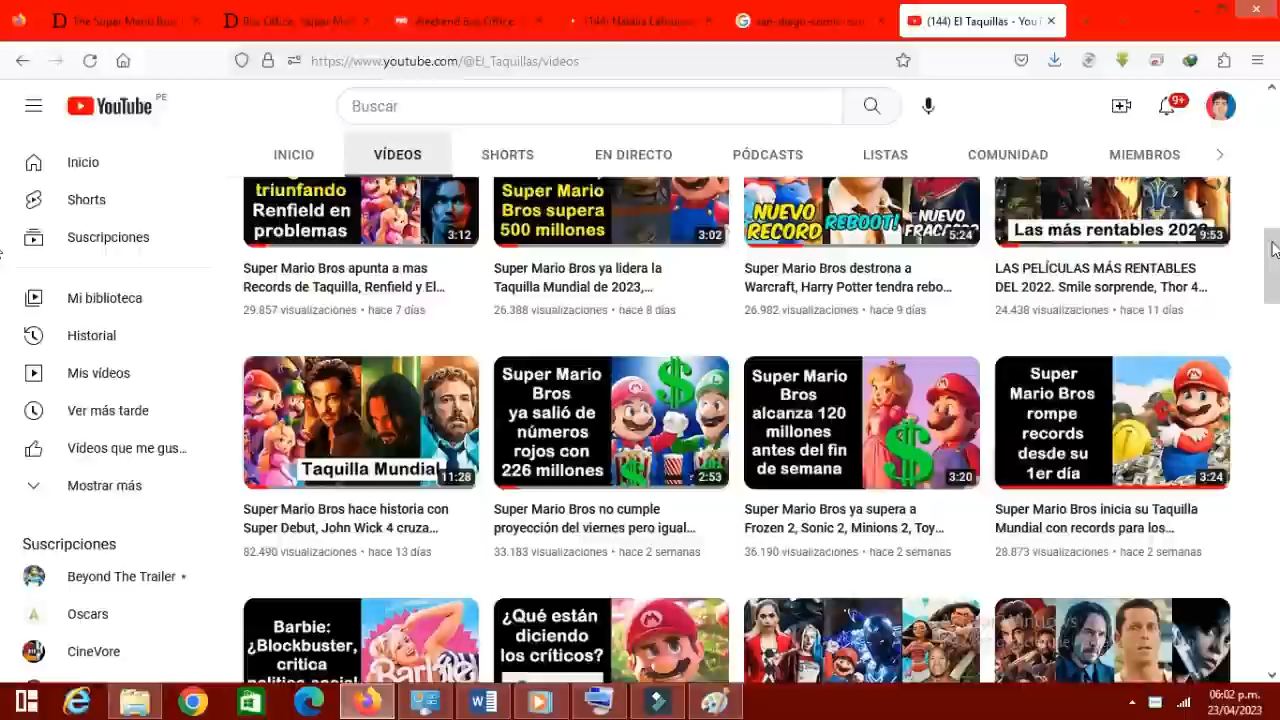 The Super Mario Bros
Box Office: Super Mar
Weekend Box Office
(144)
san-diego-comic-con
(144) El Taquillas - You
https://www.youtube.com/@El_Taquillas/videos
YouTube PE
Buscar
9+
INICIO
VÍDEOS
SHORTS
EN DIRECTO
PÓDCASTS
LISTAS
COMUNIDAD
MIEMBROS
Inicio
Shorts
Suscripciones
Mi biblioteca
Historial
Mis vídeos
Ver más tarde
Vídeos que me gus...
Mostrar más
Suscripciones
Beyond The Trailer
Oscars
CineVore
triunfando
Renfield en
problemas
3:12
Super Mario Bros apunta a mas
Records de Taquilla, Renfield y El...
29.857 visualizaciones • hace 7 días
Super Mario
Bros supera
500 millones
3:02
Super Mario Bros ya lidera la
Taquilla Mundial de 2023,...
26.388 visualizaciones • hace 8 días
NUEVO
RECORD
REBOOT!
NUEVO
5:24
Super Mario Bros destrona a
Warcraft, Harry Potter tendra rebo...
26.982 visualizaciones • hace 9 días
Las más rentables
9:53
LAS PELÍCULAS MÁS RENTABLES
DEL 2022. Smile sorprende, Thor 4...
24.438 visualizaciones • hace 11 días
Taquilla Mundial
11:28
Super Mario Bros hace historia con
Super Debut, John Wick 4 cruza...
82.490 visualizaciones • hace 13 días
Super Mario
Bros
ya salió de
números
rojos con
226 millones
2:53
Super Mario Bros no cumple
proyección del viernes pero igual...
33.183 visualizaciones • hace 2 semanas
Super Mario
Bros
alcanza 120
millones
antes del fin
de semana
3:20
Super Mario Bros ya supera a
Frozen 2, Sonic 2, Minions 2, Toy...
36.190 visualizaciones • hace 2 semanas
Super
Mario Bros
rompe
records
desde su
1er día
3:24
Super Mario Bros inicia su Taquilla
Mundial con records para los...
28.873 visualizaciones • hace 2 semanas
Barbie:
¿Blockbuster,
critica
politica social
Barbie
¿Qué están
diciendo
los críticos?
06:02 p.m.
23/04/2023